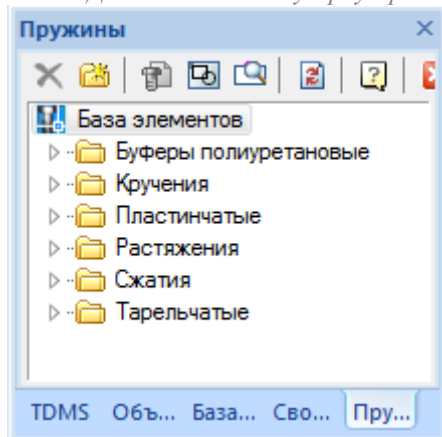 Пружины
База элементов
Буферы полиуретановые
Кручения
Пластинчатые
Растяжения
Сжатия
Тарельчатые
TDMS Объ... База... Сво... Пру...